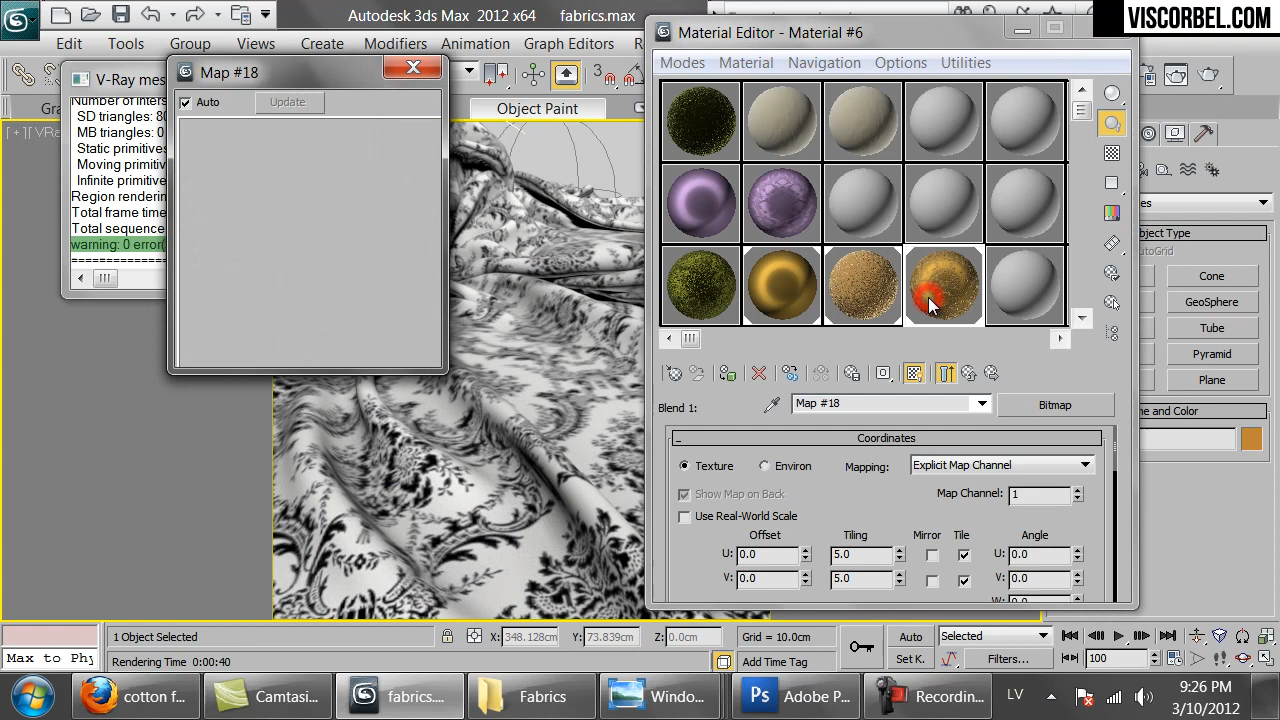 Autodesk 3ds Max 2012 x64 fabrics.max
VISCORBEL.COM
Edit Tools Group Views Create Modifiers Animation Graph Editors
Material Editor - Material #6
Modes Material Navigation Options Utilities
V-Ray mes
Map #18
Auto
Update
Object Paint
Number of inters
SD triangles: 80
MB triangles: 0
Static primitives
Moving primitive
Infinite primitive
Region rendering
Total frame time
Total sequence
warning: 0 error(
Object Type
AutoGrid
Cone
GeoSphere
Tube
Pyramid
Plane
me and Color
Blend 1:
Map #18
Bitmap
Coordinates
Texture
Environ
Mapping:
Explicit Map Channel
Show Map on Back
Map Channel:
1
Use Real-World Scale
Offset
Tiling
Mirror
Tile
Angle
U:
0.0
5.0
U:
0.0
V:
0.0
5.0
V:
0.0
1 Object Selected
X:
348.128cm
Y:
73.839cm
Z:
0.0cm
Grid = 10.0cm
Auto
Selected
Max to Phy
Rendering Time 0:00:40
Add Time Tag
Set K.
Filters...
100
cotton f...
Camtasi...
fabrics....
Fabrics
Windo...
Adobe P...
Recordin...
LV
9:26 PM
3/10/2012